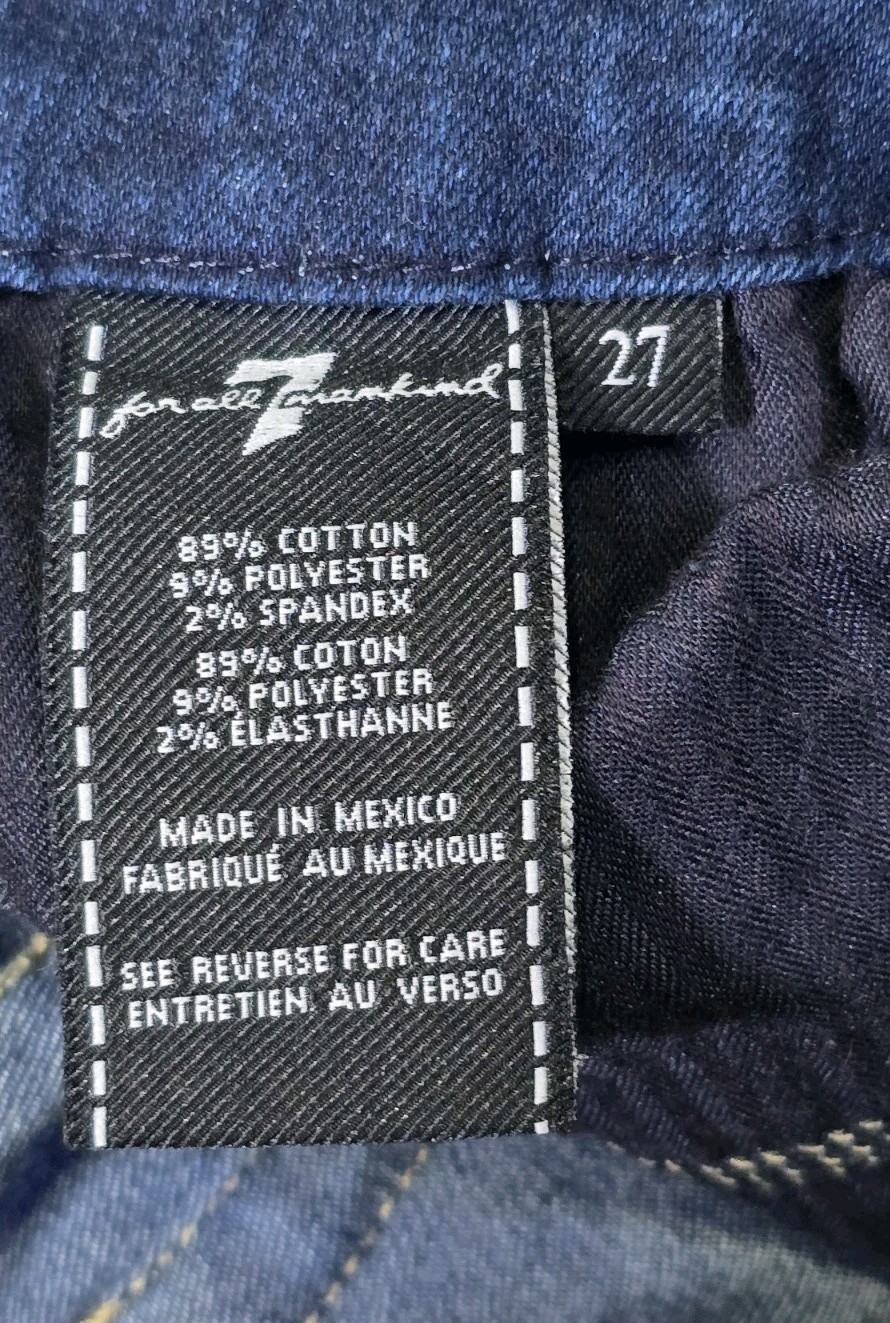 for all 7 mankind
27
89% COTTON
9% POLYESTER
2% SPANDEX
89% COTON
9% POLYESTER
2% ÉLASTHANNE
MADE IN MEXICO
FABRIQUÉ AU MEXIQUE
SEE REVERSE FOR CARE
ENTRETIEN AU VERSO